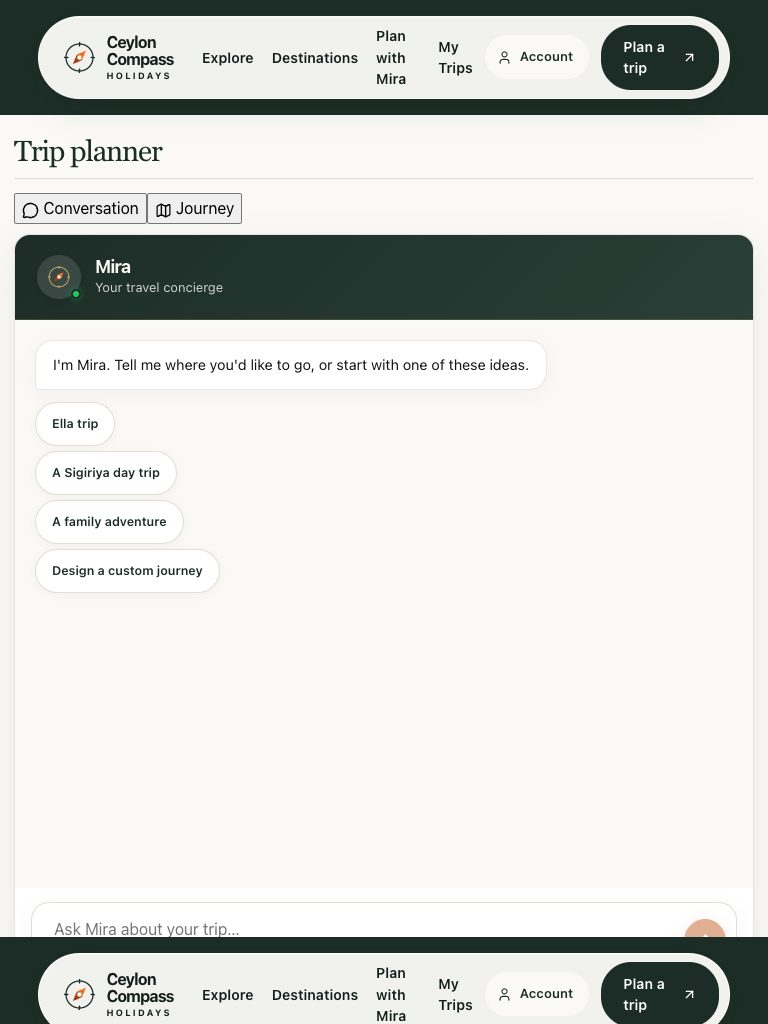 Ceylon
Compass
HOLIDAYS
Explore
Destinations
Plan
with
Mira
My
Trips
Account
Plan a
trip
Trip planner
Conversation
Journey
Mira
Your travel concierge
I'm Mira. Tell me where you'd like to go, or start with one of these ideas.
Ella trip
A Sigiriya day trip
A family adventure
Design a custom journey
Ask Mira about your trip...
Ceylon
Compass
HOLIDAYS
Explore
Destinations
Plan
with
Mira
My
Trips
Account
Plan a
trip